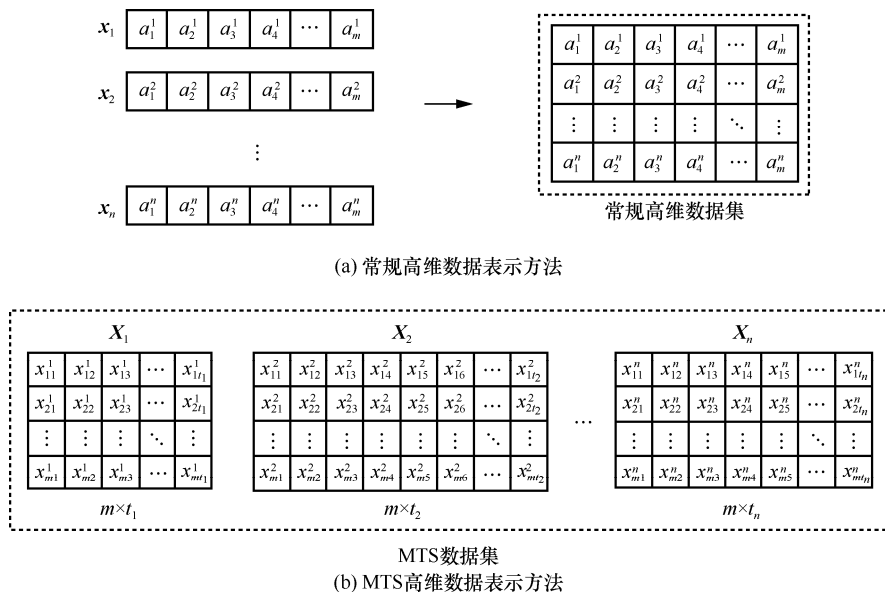 x₁ a₁¹ a₂¹ a₃¹ a₄¹ ⋯ aₘ¹
x₂ a₁² a₂² a₃² a₄² ⋯ aₘ²
⋮
xₙ a₁ⁿ a₂ⁿ a₃ⁿ a₄ⁿ ⋯ aₘⁿ
a₁¹ a₂¹ a₃¹ a₄¹ ⋯ aₘ¹
a₁² a₂² a₃² a₄² ⋯ aₘ²
⋮ ⋮ ⋮ ⋮ ⋱ ⋮
a₁ⁿ a₂ⁿ a₃ⁿ a₄ⁿ ⋯ aₘⁿ
常规高维数据集
(a) 常规高维数据表示方法
X₁
x₁₁¹ x₁₂¹ x₁₃¹ ⋯ x₁ₜ₁¹
x₂₁¹ x₂₂¹ x₂₃¹ ⋯ x₂ₜ₁¹
⋮ ⋮ ⋮ ⋱ ⋮
xₘ₁¹ xₘ₂¹ xₘ₃¹ ⋯ xₘₜ₁¹
m×t₁
X₂
x₁₁² x₁₂² x₁₃² x₁₄² x₁₅² x₁₆² ⋯ x₁ₜ₂²
x₂₁² x₂₂² x₂₃² x₂₄² x₂₅² x₂₆² ⋯ x₂ₜ₂²
⋮ ⋮ ⋮ ⋮ ⋮ ⋮ ⋱ ⋮
xₘ₁² xₘ₂² xₘ₃² xₘ₄² xₘ₅² xₘ₆² ⋯ xₘₜ₂²
m×t₂
⋯
Xₙ
x₁₁ⁿ x₁₂ⁿ x₁₃ⁿ x₁₄ⁿ x₁₅ⁿ ⋯ x₁ₜₙⁿ
x₂₁ⁿ x₂₂ⁿ x₂₃ⁿ x₂₄ⁿ x₂₅ⁿ ⋯ x₂ₜₙⁿ
⋮ ⋮ ⋮ ⋮ ⋮ ⋱ ⋮
xₘ₁ⁿ xₘ₂ⁿ xₘ₃ⁿ xₘ₄ⁿ xₘ₅ⁿ ⋯ xₘₜₙⁿ
m×tₙ
MTS数据集
(b) MTS高维数据表示方法